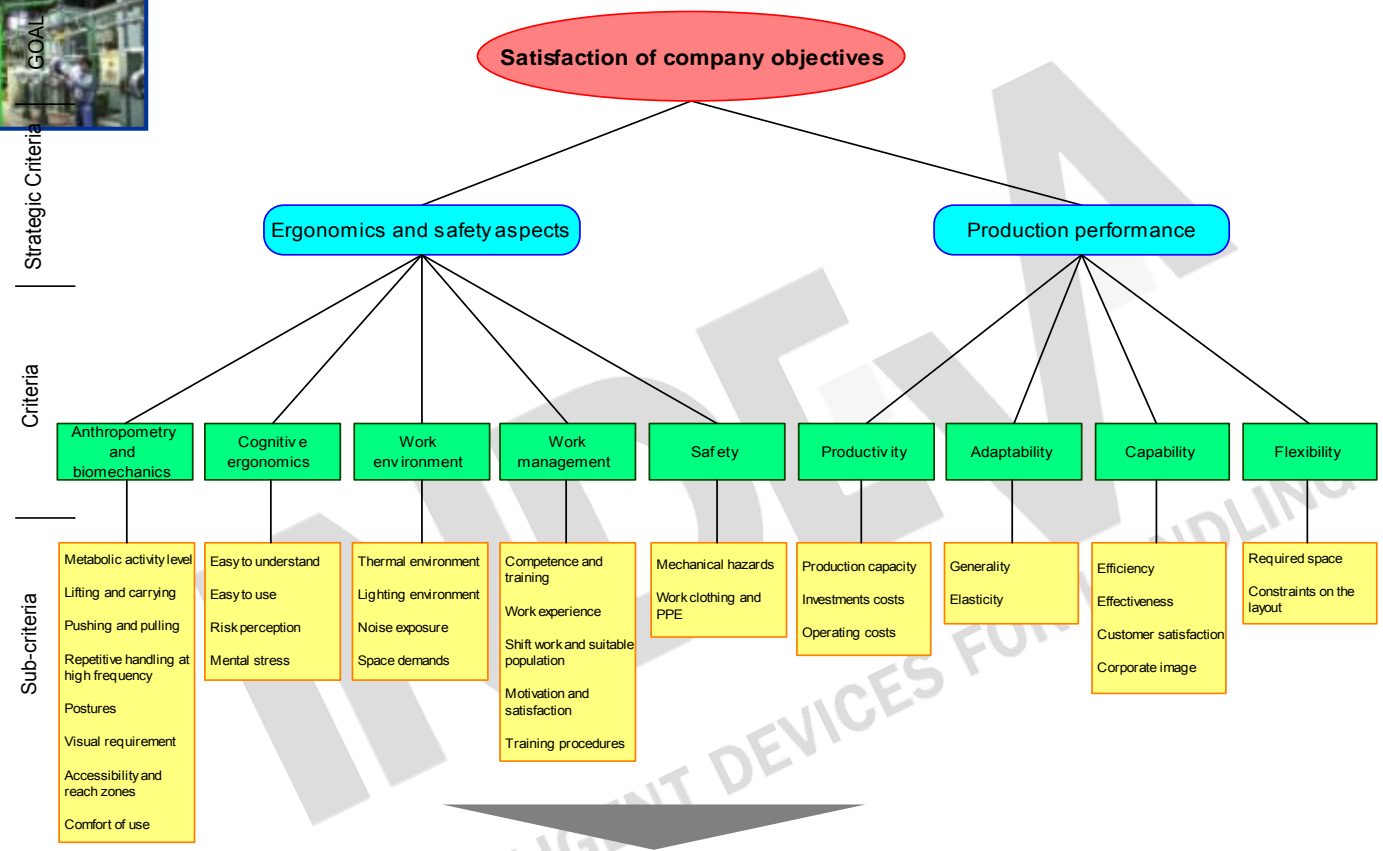 GOAL
Satisfaction of company objectives
Strategic Criteria
Ergonomics and safety aspects
Production performance
Criteria
Anthropometry
and
biomechanics
Cognitive
ergonomics
Work
environment
Work
management
Safety
Productivity
Adaptability
Capability
Flexibility
Sub-criteria
Metabolic activity level
Lifting and carrying
Pushing and pulling
Repetitive handling at
high frequency
Postures
Visual requirement
Accessibility and
reach zones
Comfort of use
Easy to understand
Easy to use
Risk perception
Mental stress
Thermal environment
Lighting environment
Noise exposure
Space demands
Competence and
training
Work experience
Shift work and suitable
population
Motivation and
satisfaction
Training procedures
Mechanical hazards
Work clothing and
PPE
Production capacity
Investments costs
Operating costs
Generality
Elasticity
Efficiency
Effectiveness
Customer satisfaction
Corporate image
Required space
Constraints on the
layout
INDEVA
DEVICES FOR